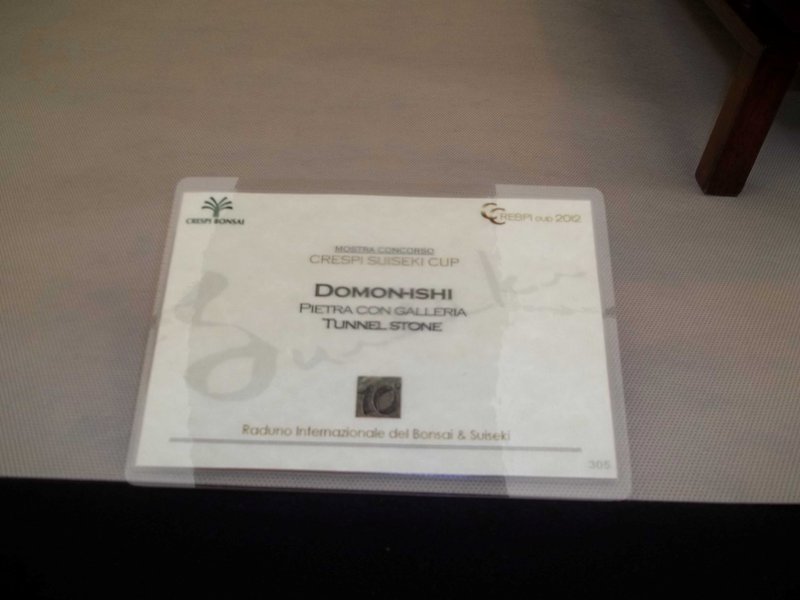 CRESPI BONSAI
CRESPI CUP 2012
MOSTRA CONCORSO
CRESPI SUISEKI CUP
DOMON-ISHI
PIETRA CON GALLERIA
TUNNEL STONE
Raduno Internazionale del Bonsai & Suiseki
305